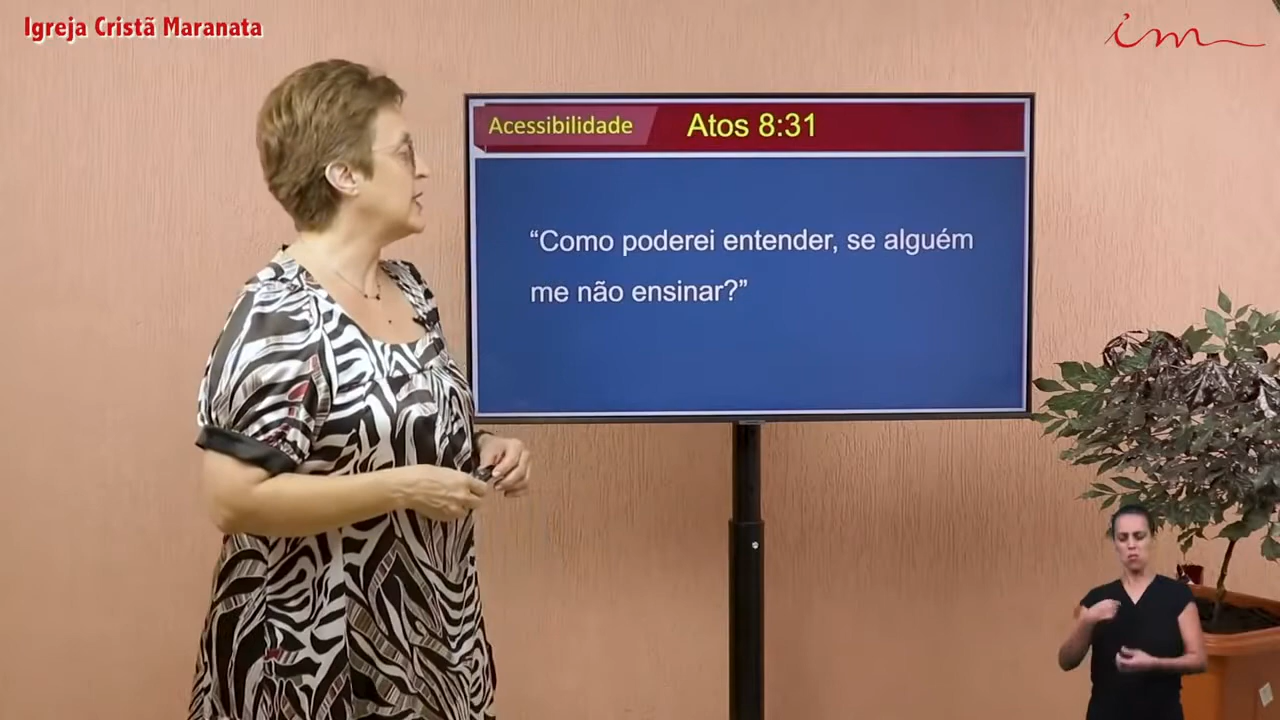 Igreja Cristã Maranata
im
Acessibilidade
Atos 8:31
“Como poderei entender, se alguém
me não ensinar?”